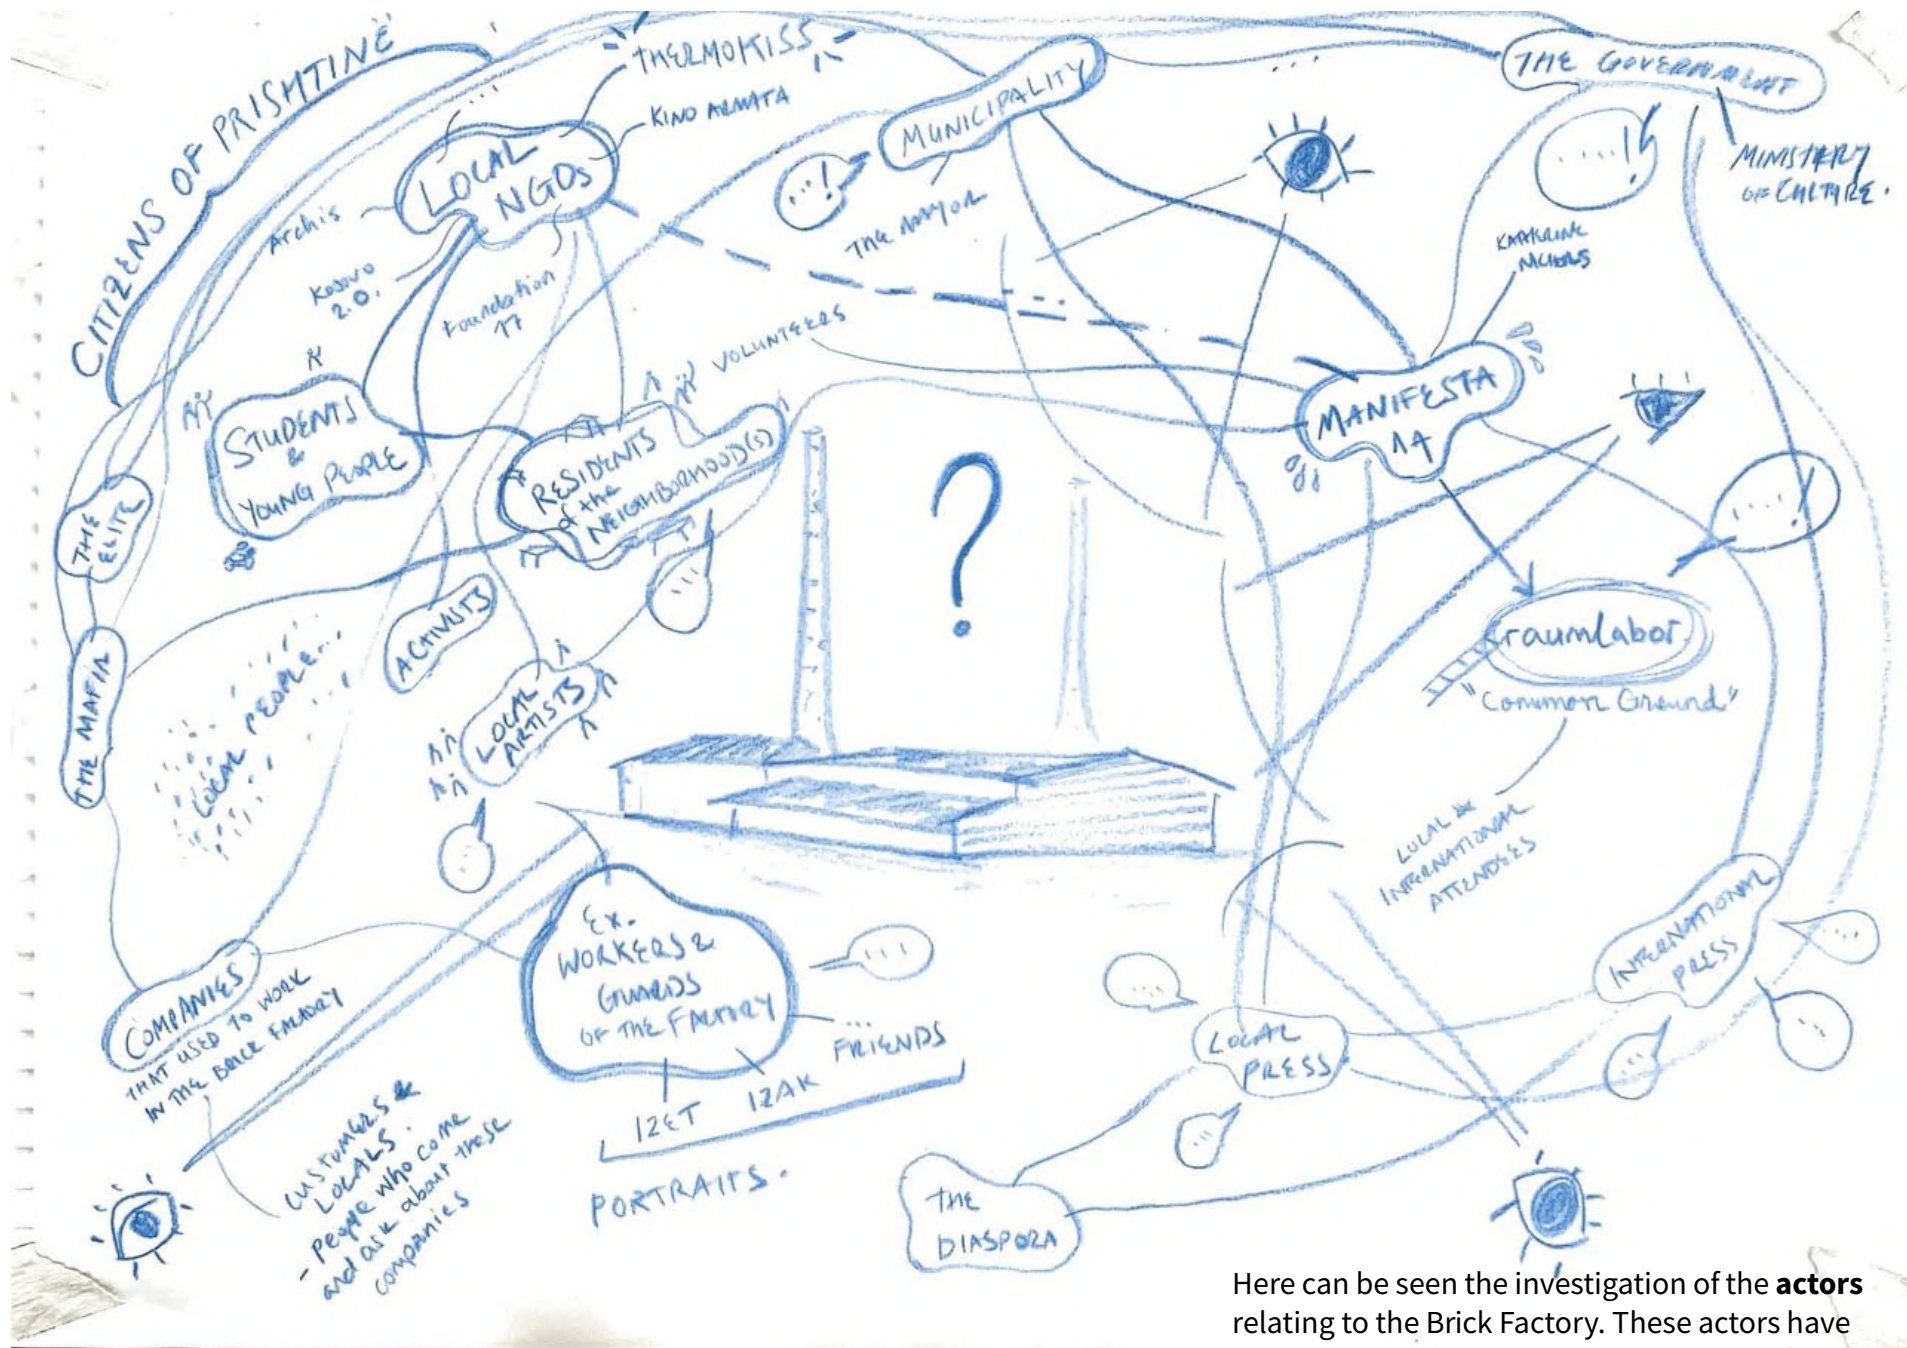 CITIZENS OF PRISHTINE
THERMOKISS
KINO ARMATA
LOCAL
NGOs
Archis
Kosovo
2.0.
Foundation
17
MUNICIPALITY
...!
THE MAYOR
THE GOVERNMENT
MINISTERY
OF CULTURE.
....!
VOLUNTEERS
STUDENTS
&
YOUNG PEOPLE
RESIDENTS
of the
NEIGHBORHOOD(S)
MANIFESTA
14
?
THE
ELITE
THE MAFIA
ACTIVISTS
LOCAL PEOPLE...
LOCAL
ARTISTS
....!
raumlabor
"Common Ground"
LOCAL &
INTERNATIONAL
ATTENDEES
INTERNATIONAL
PRESS
LOCAL
PRESS
COMPANIES
THAT USED TO WORK
IN THE BRICK FACTORY
EX.
WORKERS &
GUARDS
OF THE FACTORY
...
FRIENDS
IZET
IZAK
PORTRAITS.
CUSTUMERS &
LOCALS.
- People who come
and ask about these
companies
THE
DIASPORA
Here can be seen the investigation of the actors
relating to the Brick Factory. These actors have